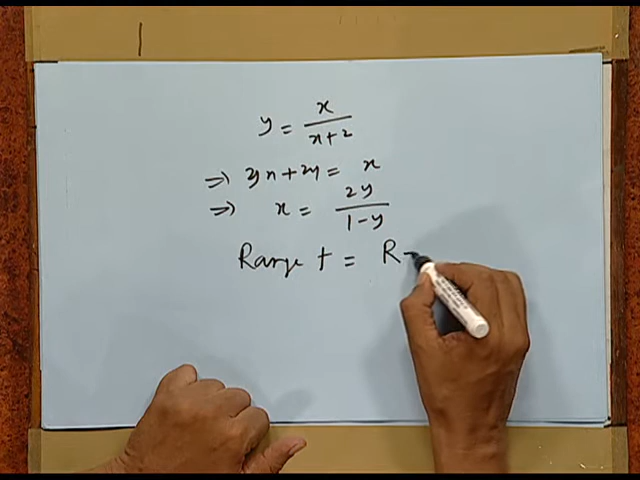 y = x / x+2
⇒ yx + 2y = x
⇒ x = 2y / 1-y
Range f = R -